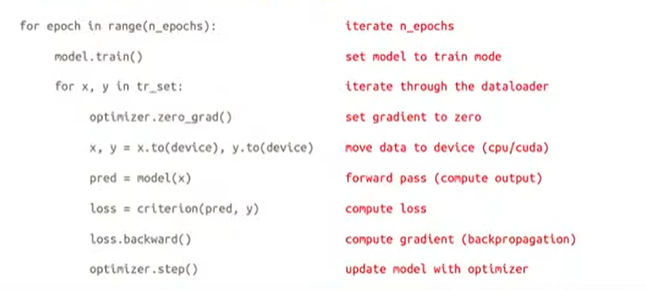 for epoch in range(n_epochs): iterate n_epochs
model.train() set model to train mode
for x, y in tr_set: iterate through the dataloader
optimizer.zero_grad() set gradient to zero
x, y = x.to(device), y.to(device) move data to device (cpu/cuda)
pred = model(x) forward pass (compute output)
loss = criterion(pred, y) compute loss
loss.backward() compute gradient (backpropagation)
optimizer.step() update model with optimizer